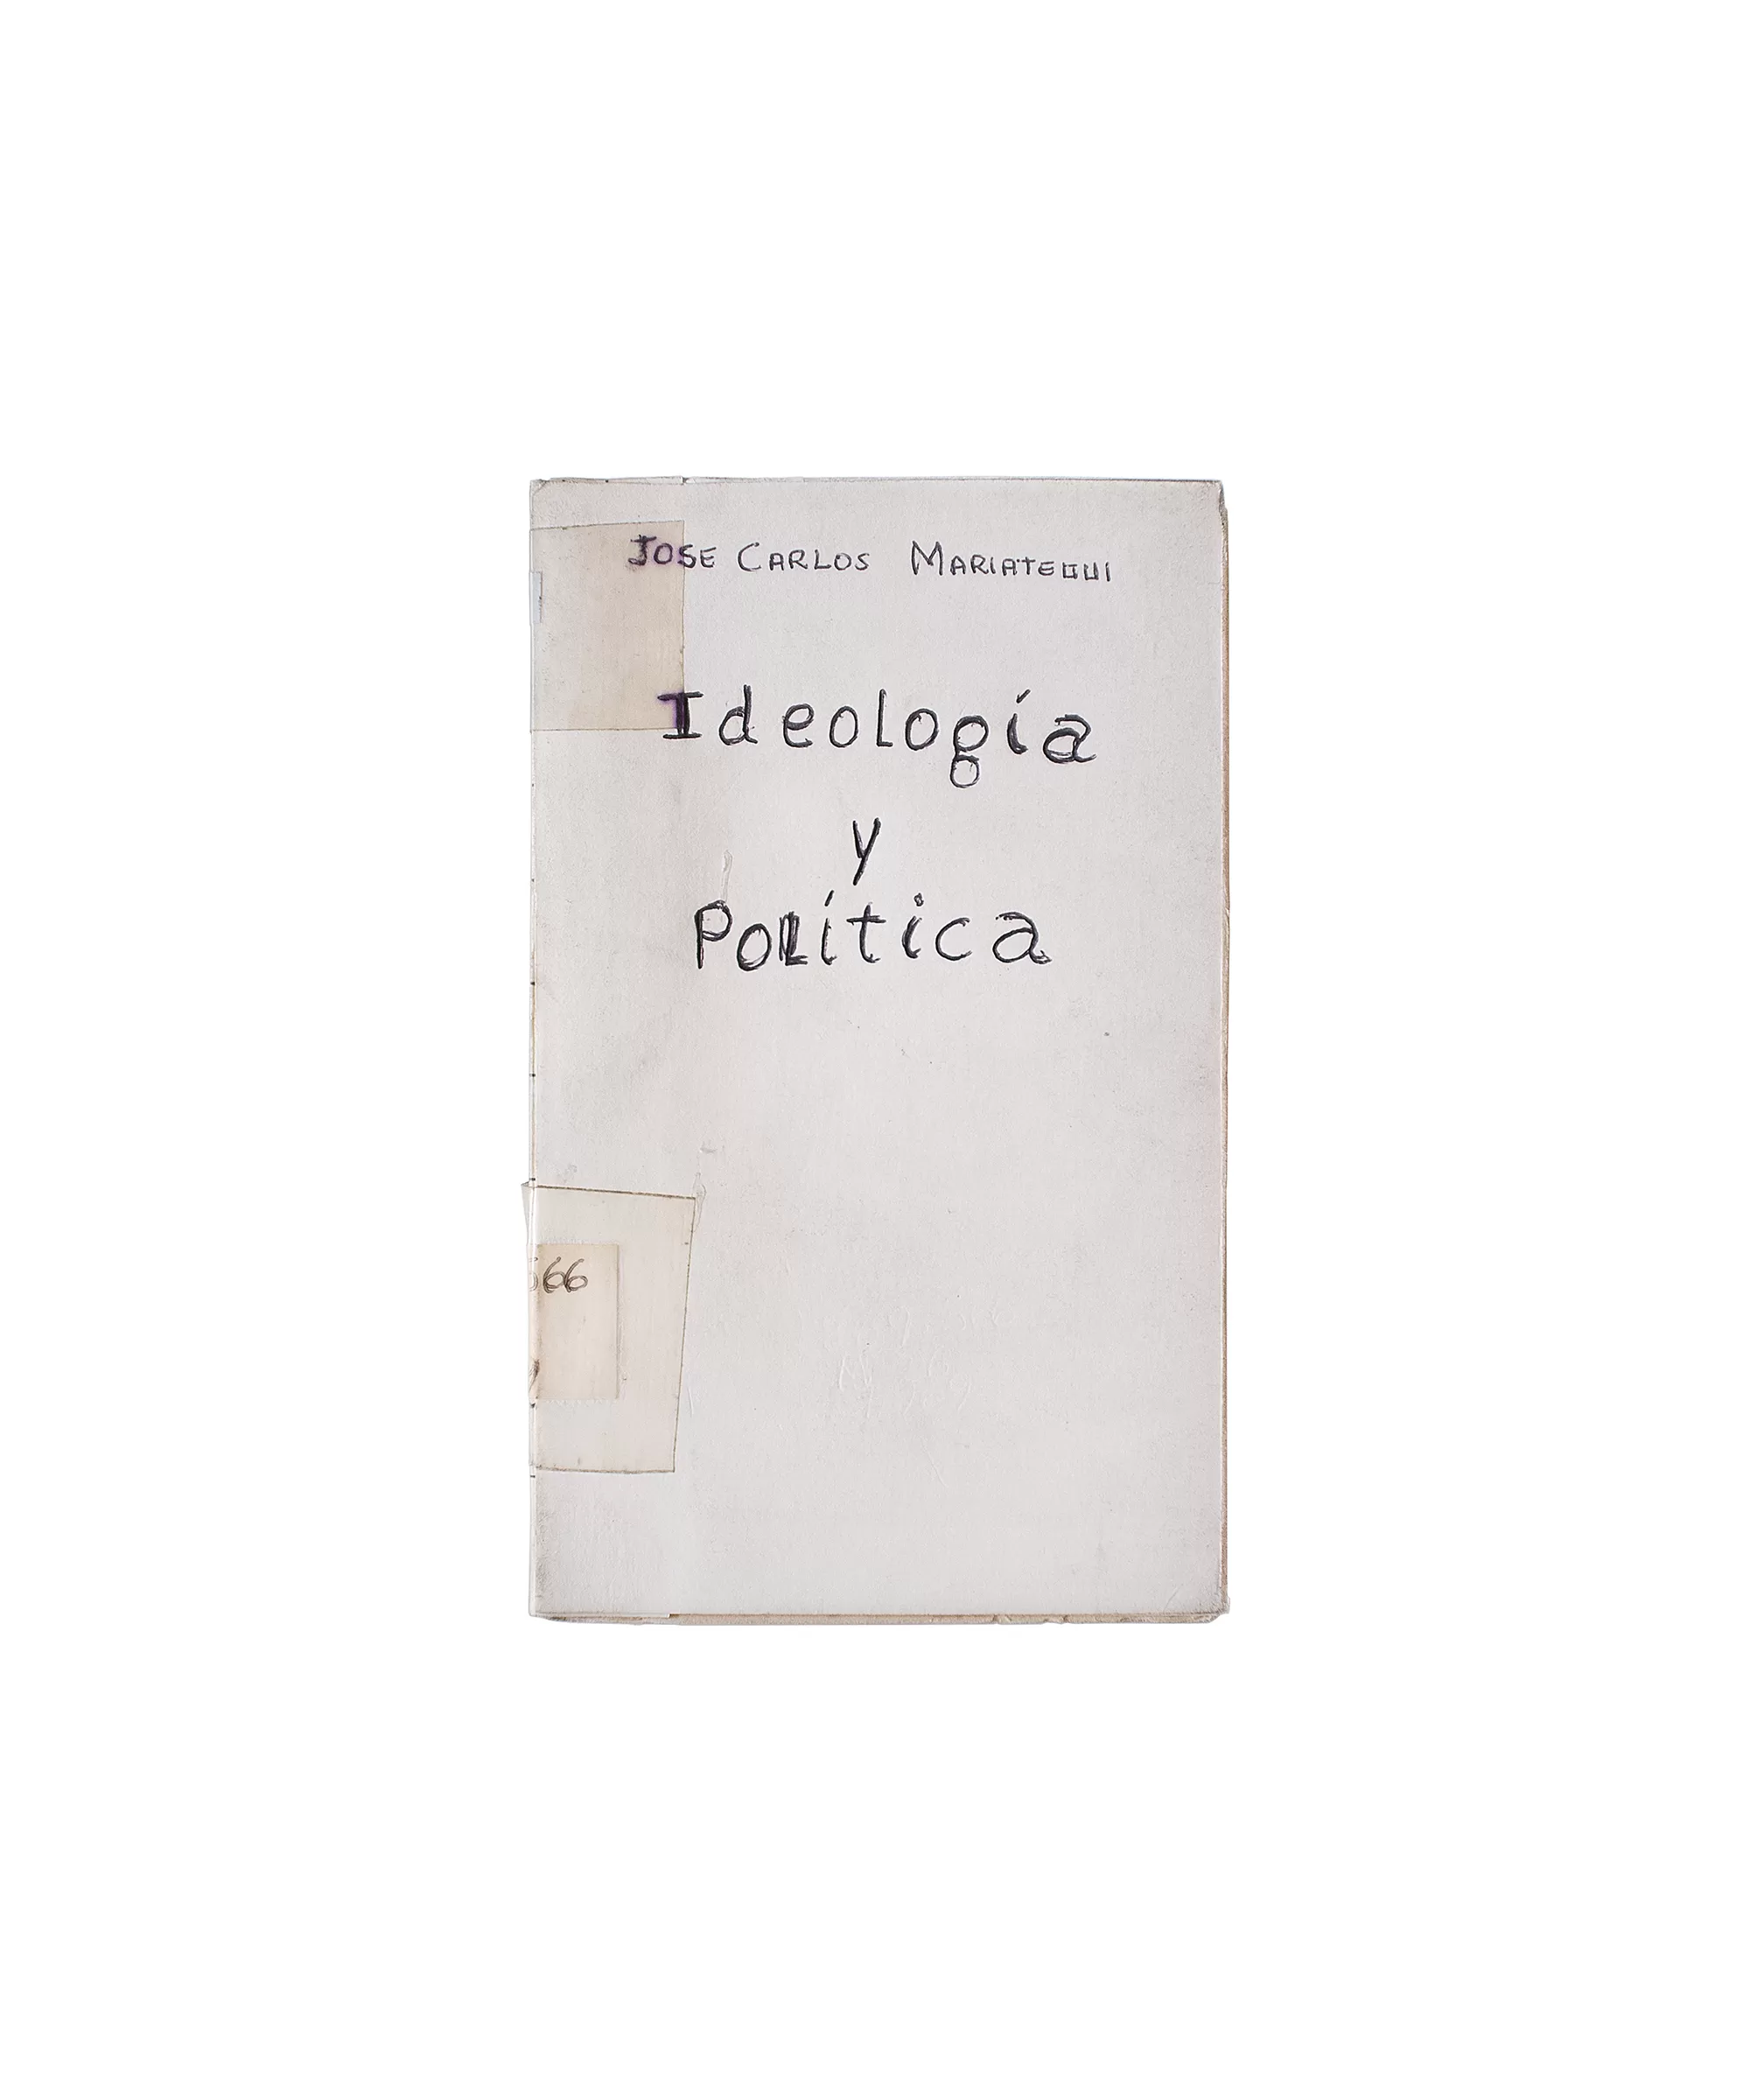 JOSE CARLOS MARIATEGUI
Ideología
y
Política
66